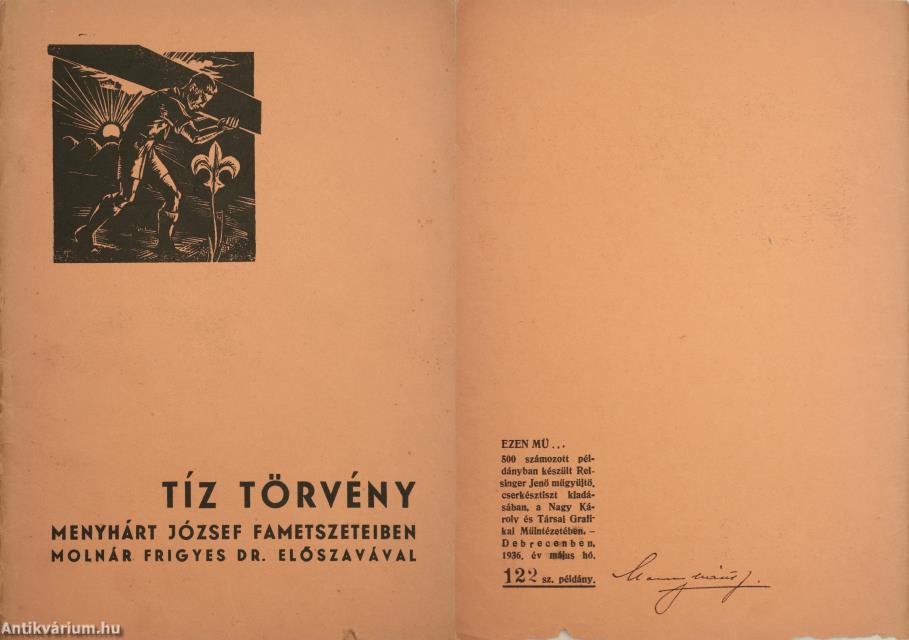 TÍZ TÖRVÉNY
MENYHÁRT JÓZSEF FAMETSZETEIBEN
MOLNÁR FRIGYES DR. ELŐSZAVÁVAL
EZEN MŰ...
500 számozott pél-
dányban készült Rel-
singer Jenő műgyüjtő,
cserkésztiszt kiadá-
sában, a Nagy Ká-
roly és Társai Grafi-
kai Műintézetében. –
Debrecenben,
1936. év május hó.
122 sz. példány.
Antikvárium.hu